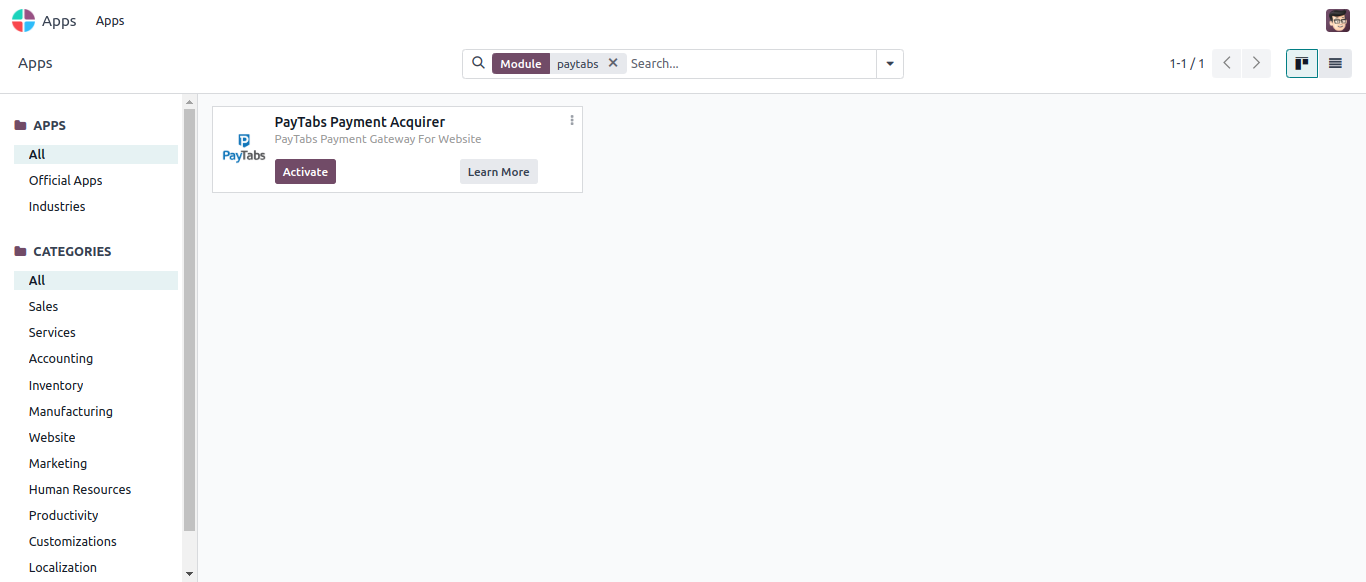 Apps Apps
Apps
Module paytabs Search...
1-1 / 1
APPS
All
Official Apps
Industries
CATEGORIES
All
Sales
Services
Accounting
Inventory
Manufacturing
Website
Marketing
Human Resources
Productivity
Customizations
Localization
PayTabs
PayTabs Payment Acquirer
PayTabs Payment Gateway For Website
Activate Learn More